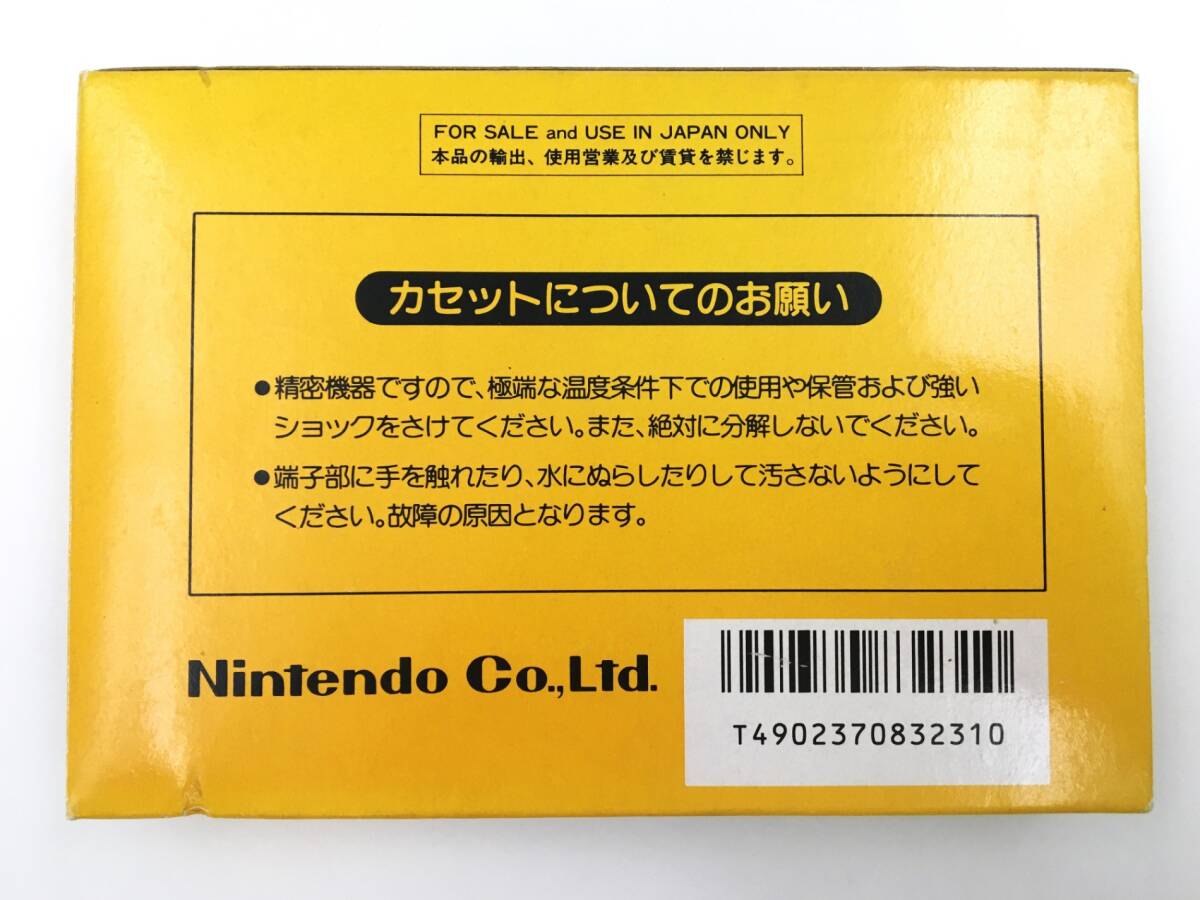 FOR SALE and USE IN JAPAN ONLY
本品の輸出、使用営業及び賃貸を禁じます。
カセットについてのお願い
●精密機器ですので、極端な温度条件下での使用や保管および強い
ショックをさけてください。また、絶対に分解しないでください。
●端子部に手を触れたり、水にぬらしたりして汚さないようにして
ください。故障の原因となります。
Nintendo Co.,Ltd.
T4902370832310